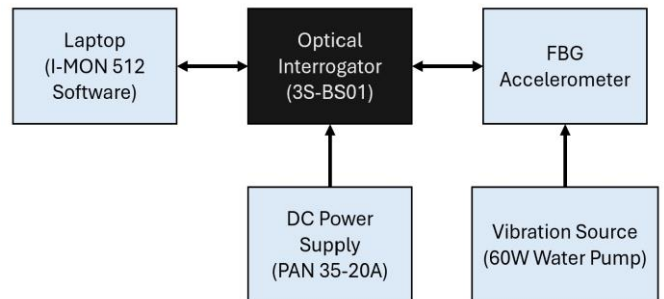 Laptop
(I-MON 512
Software)
Optical
Interrogator
(3S-BS01)
FBG
Accelerometer
DC Power
Supply
(PAN 35-20A)
Vibration Source
(60W Water Pump)